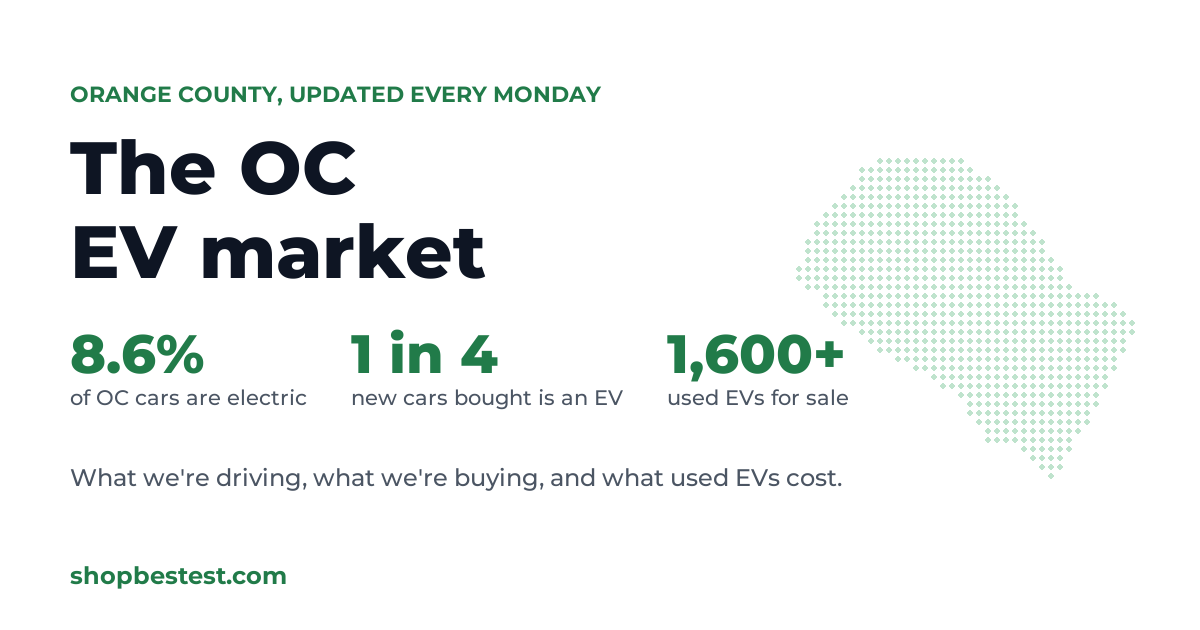 ORANGE COUNTY, UPDATED EVERY MONDAY
The OC
EV market
8.6% 1 in 4 1,600+
of OC cars are electric new cars bought is an EV used EVs for sale
What we're driving, what we're buying, and what used EVs cost.
shopbestest.com